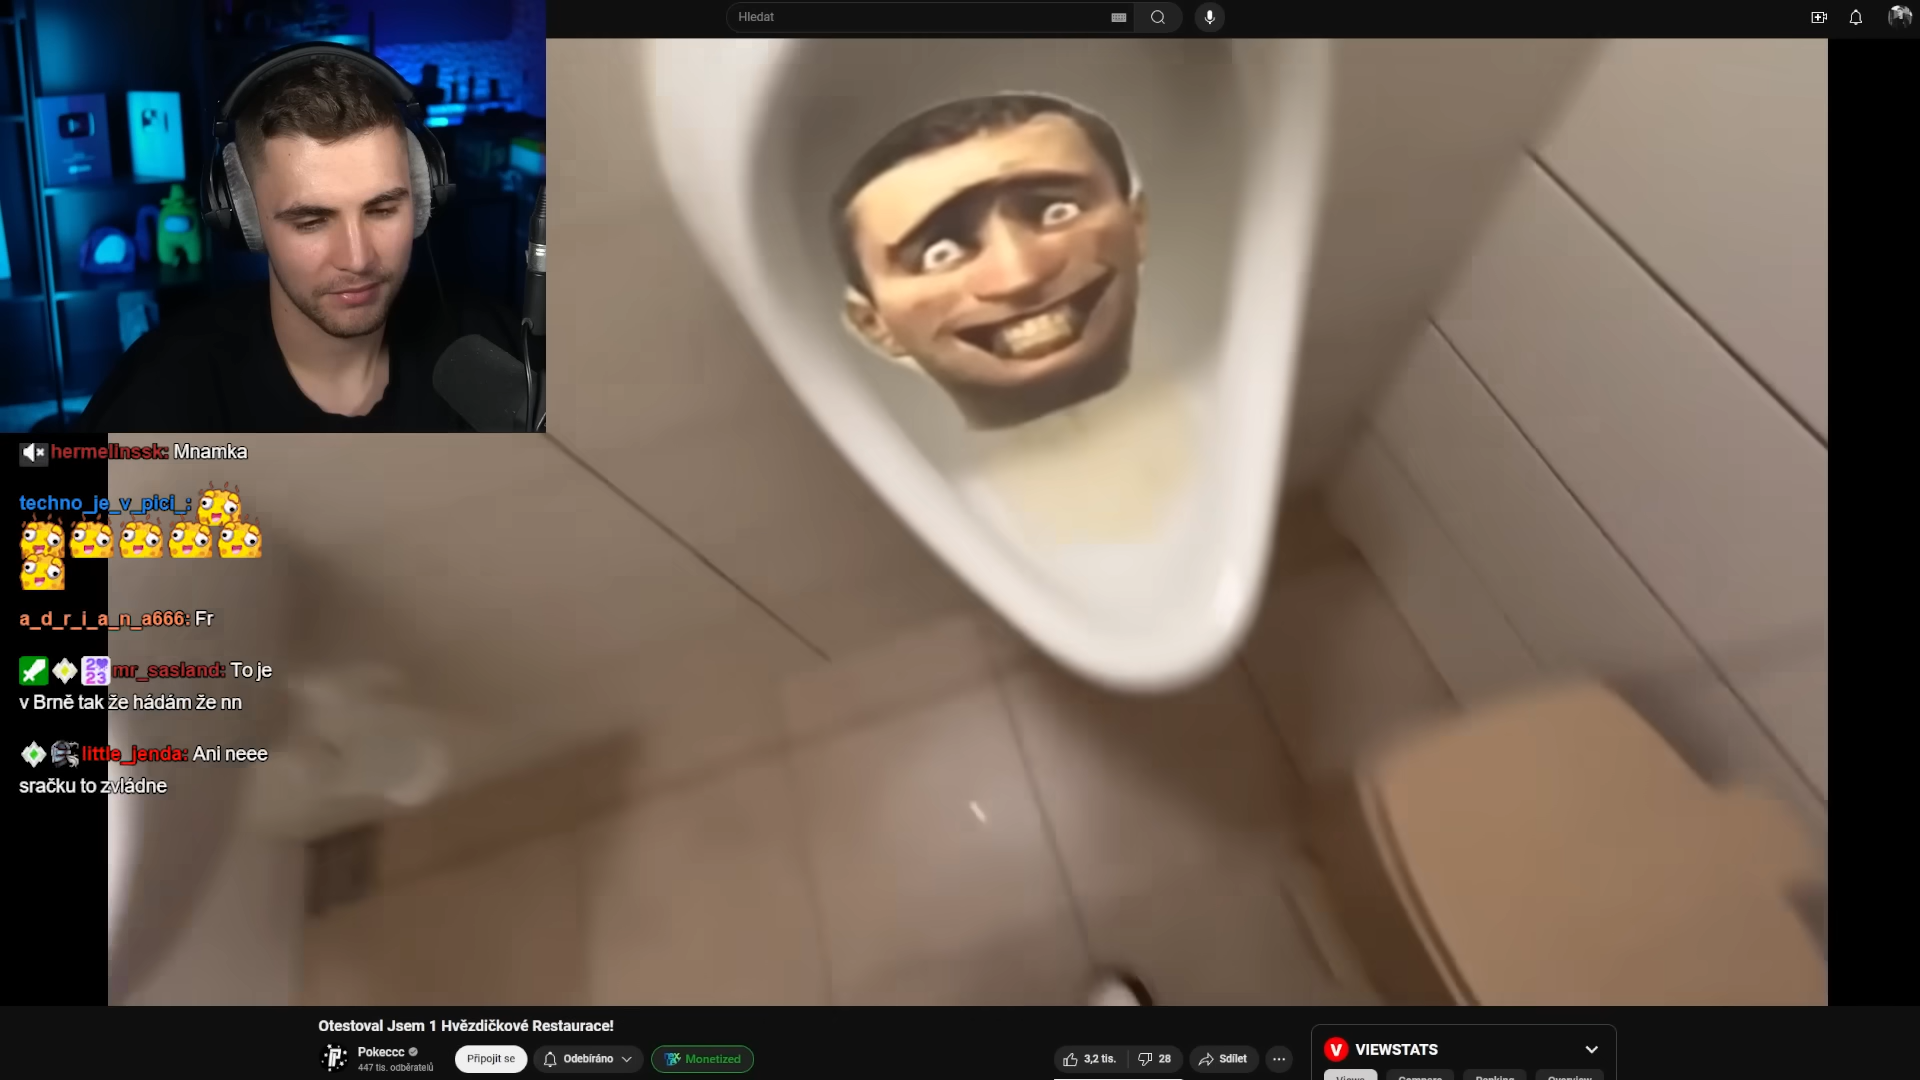 Hledat
hermelinssk: Mnamka
techno_je_v_pici_:
a_d_r_i_a_n_a666: Fr
mr_sasland: To je
v Brně tak že hádám že nn
little_jenda: Ani neee
sračku to zvládne
Otestoval Jsem 1 Hvězdičkové Restaurace!
Pokeccc
447 tis. odběratelů
Připojit se
Odebíráno
Monetized
3,2 tis.
28
Sdílet
VIEWSTATS